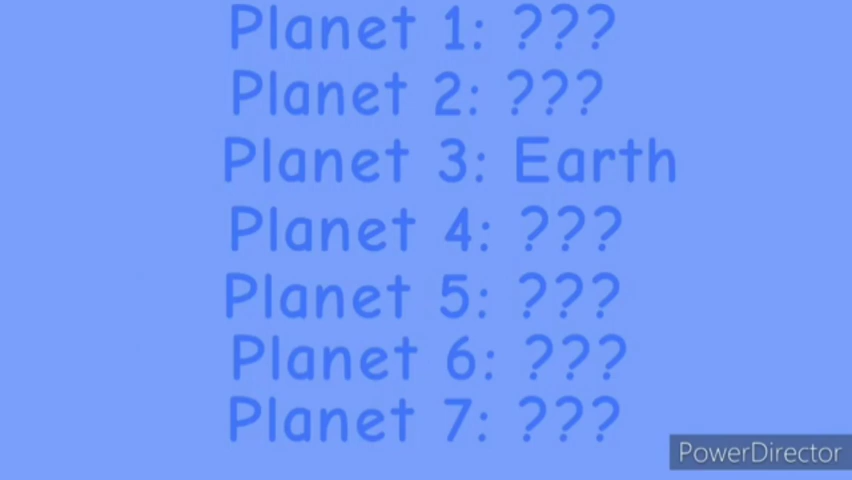 Planet 1: ???
Planet 2: ???
Planet 3: Earth
Planet 4: ???
Planet 5: ???
Planet 6: ???
Planet 7: ???
PowerDirector